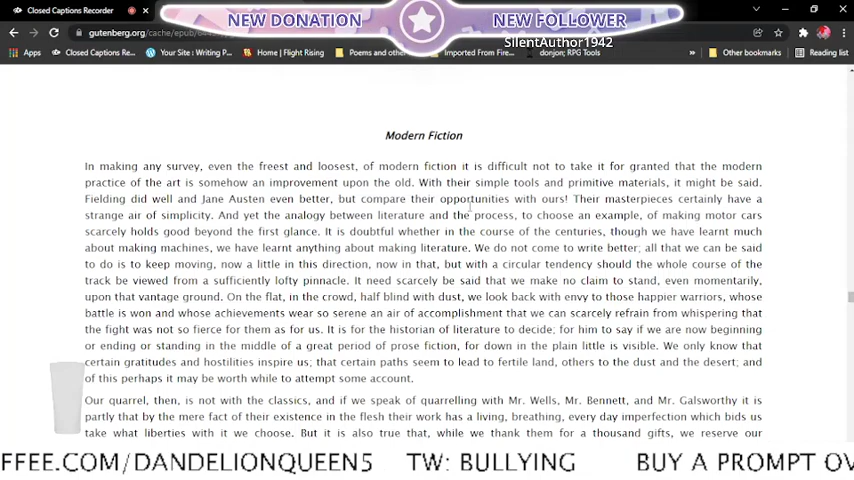 Closed Captions Recorder
NEW DONATION
NEW FOLLOWER
SilentAuthor1942
gutenberg.org/cache/epub/644
Apps
Closed Captions Re...
Your Site : Writing P...
Home | Flight Rising
Poems and othe
Imported From Fire...
donjon; RPG Tools
»
Other bookmarks
Reading list
Modern Fiction
In making any survey, even the freest and loosest, of modern fiction it is difficult not to take it for granted that the modern
practice of the art is somehow an improvement upon the old. With their simple tools and primitive materials, it might be said.
Fielding did well and Jane Austen even better, but compare their opportunities with ours! Their masterpieces certainly have a
strange air of simplicity. And yet the analogy between literature and the process, to choose an example, of making motor cars
scarcely holds good beyond the first glance. It is doubtful whether in the course of the centuries, though we have learnt much
about making machines, we have learnt anything about making literature. We do not come to write better; all that we can be said
to do is to keep moving, now a little in this direction, now in that, but with a circular tendency should the whole course of the
track be viewed from a sufficiently lofty pinnacle. It need scarcely be said that we make no claim to stand, even momentarily,
upon that vantage ground. On the flat, in the crowd, half blind with dust, we look back with envy to those happier warriors, whose
battle is won and whose achievements wear so serene an air of accomplishment that we can scarcely refrain from whispering that
the fight was not so fierce for them as for us. It is for the historian of literature to decide; for him to say if we are now beginning
or ending or standing in the middle of a great period of prose fiction, for down in the plain little is visible. We only know that
certain gratitudes and hostilities inspire us; that certain paths seem to lead to fertile land, others to the dust and the desert; and
of this perhaps it may be worth while to attempt some account.
Our quarrel, then, is not with the classics, and if we speak of quarrelling with Mr. Wells, Mr. Bennett, and Mr. Galsworthy it is
partly that by the mere fact of their existence in the flesh their work has a living, breathing, every day imperfection which bids us
take what liberties with it we choose. But it is also true that, while we thank them for a thousand gifts, we reserve our
FFEE.COM/DANDELIONQUEEN5 TW: BULLYING BUY A PROMPT OV